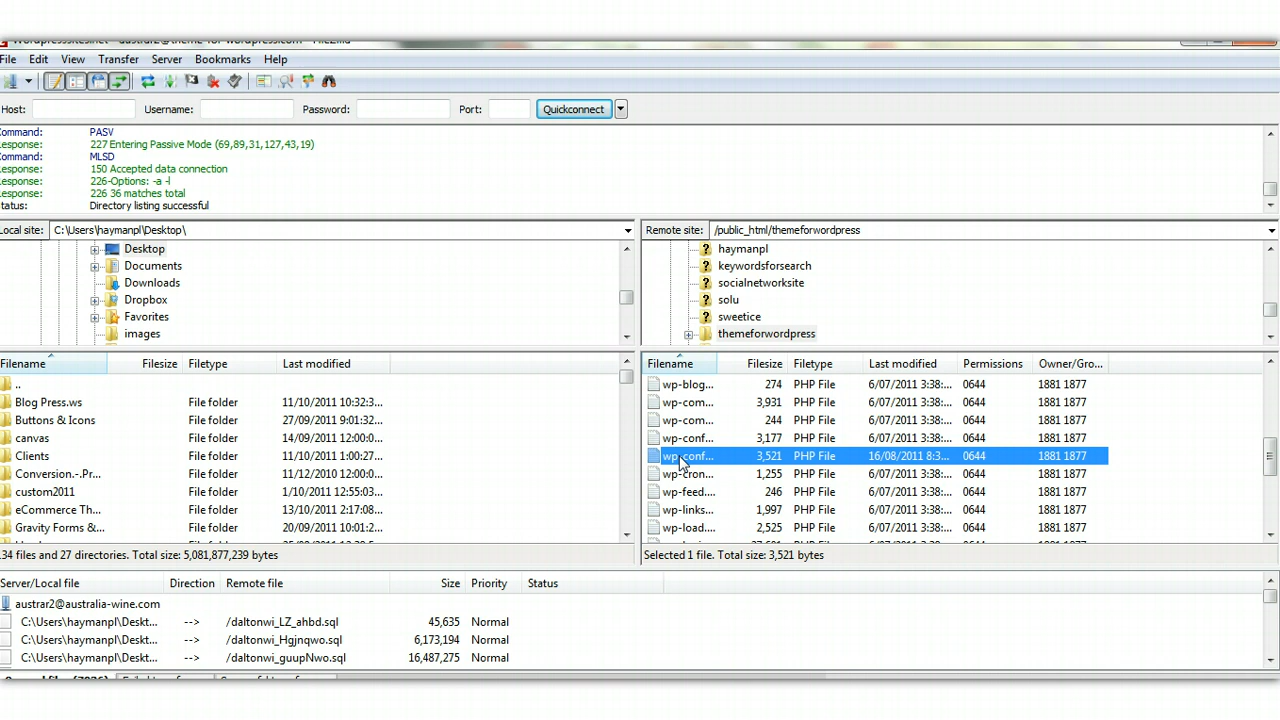 File Edit View Transfer Server Bookmarks Help
Host: Username: Password: Port: Quickconnect
ommand: PASV
esponse: 227 Entering Passive Mode (69,89,31,127,43,19)
ommand: MLSD
esponse: 150 Accepted data connection
esponse: 226-Options: -a -l
esponse: 226 36 matches total
tatus: Directory listing successful
Local site: C:\Users\haymanpl\Desktop\
Desktop
Documents
Downloads
Dropbox
Favorites
images
Remote site: /public_html/themeforwordpress
haymanpl
keywordsforsearch
socialnetworksite
solu
sweetice
themeforwordpress
Filename Filesize Filetype Last modified
..
Blog Press.ws File folder 11/10/2011 10:32:3...
Buttons & Icons File folder 27/09/2011 9:01:32...
canvas File folder 14/09/2011 12:00:0...
Clients File folder 11/10/2011 1:00:27...
Conversion.-.Pr... File folder 11/12/2010 12:00:0...
custom2011 File folder 1/10/2011 12:55:03...
eCommerce Th... File folder 13/10/2011 2:17:08...
Gravity Forms &... File folder 20/09/2011 10:01:2...
34 files and 27 directories. Total size: 5,081,877,239 bytes
Filename Filesize Filetype Last modified Permissions Owner/Gro...
wp-blog... 274 PHP File 6/07/2011 3:38:... 0644 1881 1877
wp-com... 3,931 PHP File 6/07/2011 3:38:... 0644 1881 1877
wp-com... 244 PHP File 6/07/2011 3:38:... 0644 1881 1877
wp-conf... 3,177 PHP File 6/07/2011 3:38:... 0644 1881 1877
wp-conf... 3,521 PHP File 16/08/2011 8:3... 0644 1881 1877
wp-cron... 1,255 PHP File 6/07/2011 3:38:... 0644 1881 1877
wp-feed.... 246 PHP File 6/07/2011 3:38:... 0644 1881 1877
wp-links... 1,997 PHP File 6/07/2011 3:38:... 0644 1881 1877
wp-load.... 2,525 PHP File 6/07/2011 3:38:... 0644 1881 1877
Selected 1 file. Total size: 3,521 bytes
Server/Local file Direction Remote file Size Priority Status
austrar2@australia-wine.com
C:\Users\haymanpl\Deskt... --> /daltonwi_LZ_ahbd.sql 45,635 Normal
C:\Users\haymanpl\Deskt... --> /daltonwi_Hgjnqwo.sql 6,173,194 Normal
C:\Users\haymanpl\Deskt... --> /daltonwi_guupNwo.sql 16,487,275 Normal